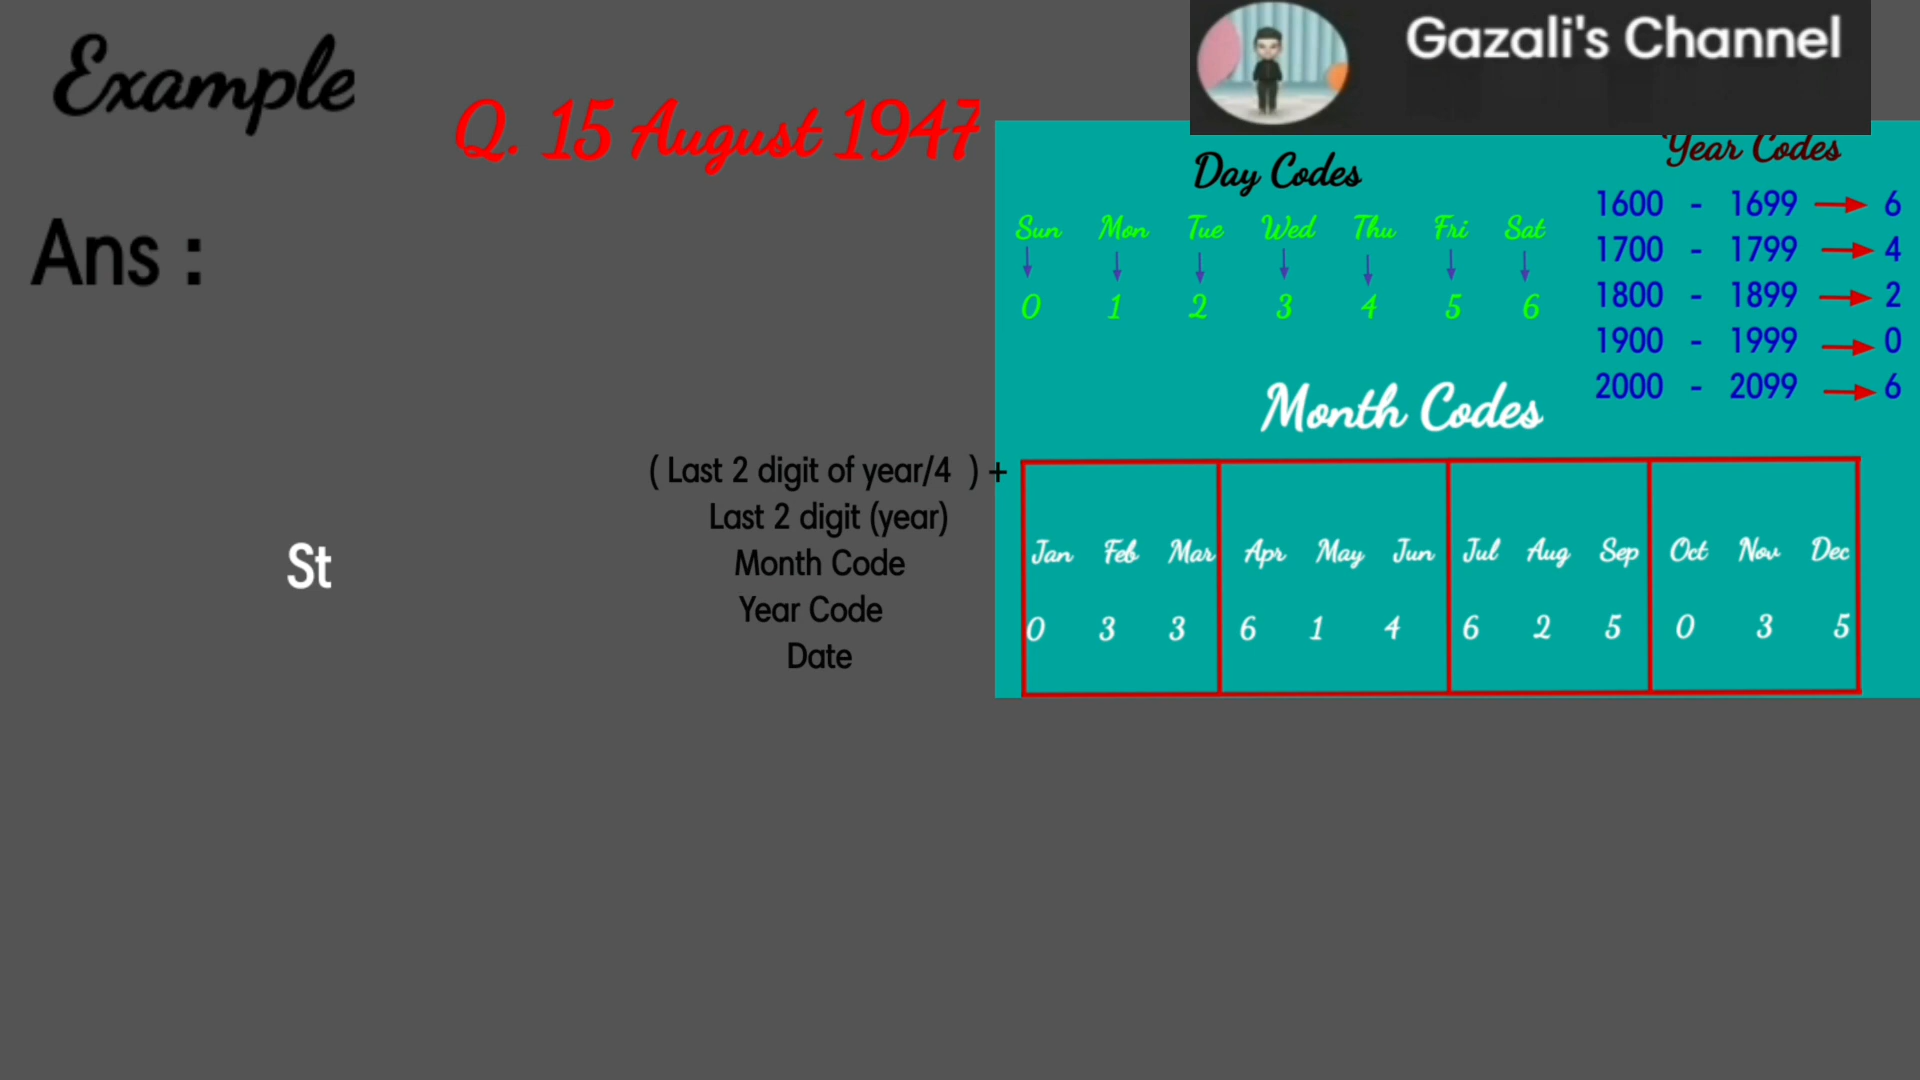 Example
Q. 15 August 1947
Gazali's Channel
Ans :
Day Codes
Sun Mon Tue Wed Thu Fri Sat
0 1 2 3 4 5 6
Year Codes
1600 - 1699 6
1700 - 1799 4
1800 - 1899 2
1900 - 1999 0
2000 - 2099 6
Month Codes
Jan Feb Mar Apr May Jun Jul Aug Sep Oct Nov Dec
0 3 3 6 1 4 6 2 5 0 3 5
( Last 2 digit of year/4 ) +
Last 2 digit (year)
Month Code
Year Code
Date
St